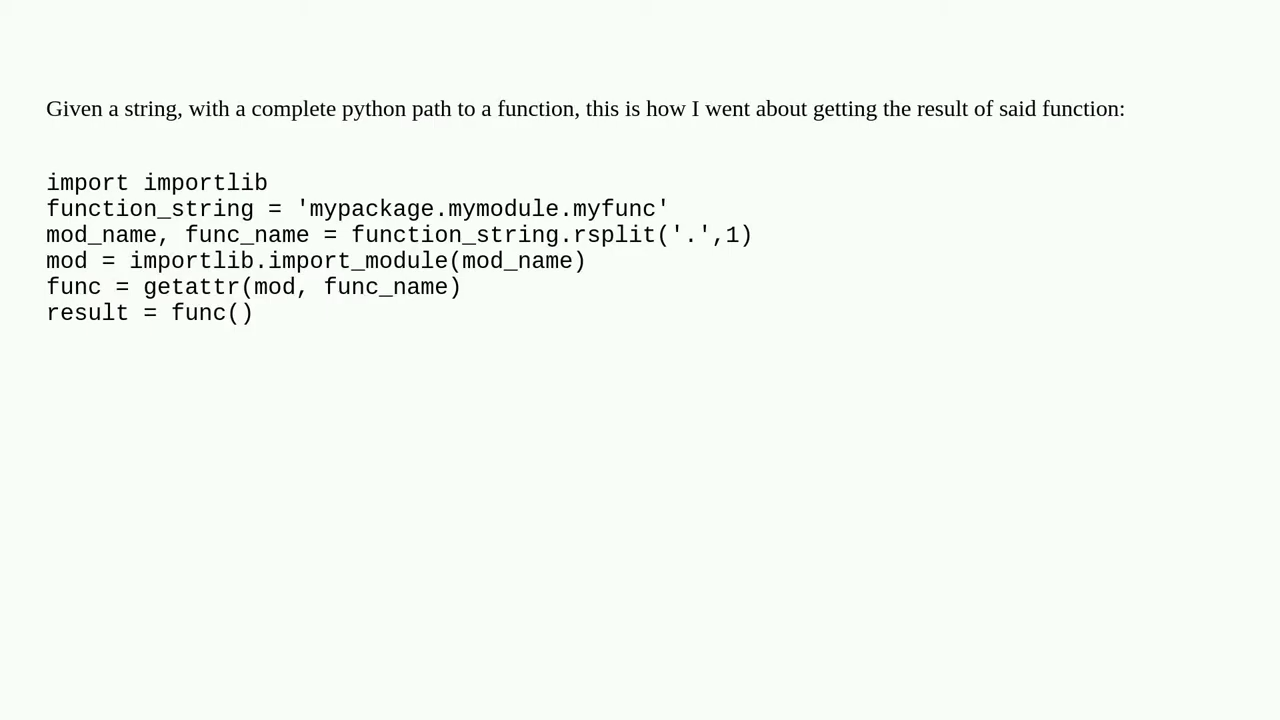 Given a string, with a complete python path to a function, this is how I went about getting the result of said function:
import importlib
function_string = 'mypackage.mymodule.myfunc'
mod_name, func_name = function_string.rsplit('.',1)
mod = importlib.import_module(mod_name)
func = getattr(mod, func_name)
result = func()